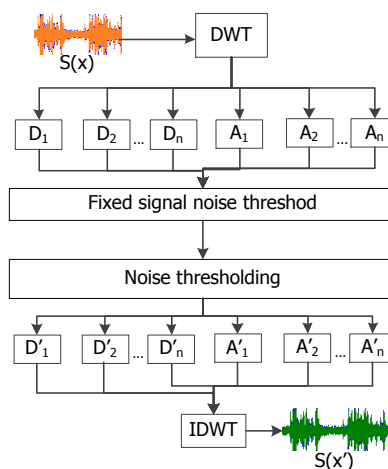 DWT
S(x)
D₁ D₂ ... Dₙ A₁ A₂ ... Aₙ
Fixed signal noise threshod
Noise thresholding
D'₁ D'₂ ... D'ₙ A'₁ A'₂ ... A'ₙ
IDWT
S(x')